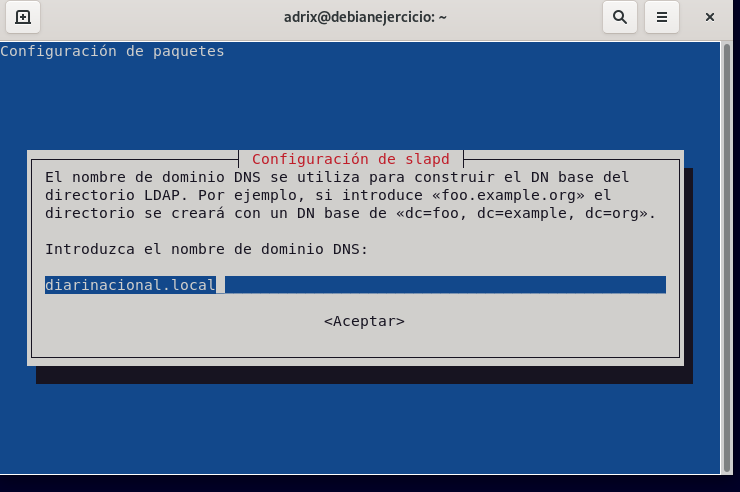 adrix@debianejercicio: ~
Configuración de paquetes
Configuración de slapd
El nombre de dominio DNS se utiliza para construir el DN base del
directorio LDAP. Por ejemplo, si introduce «foo.example.org» el
directorio se creará con un DN base de «dc=foo, dc=example, dc=org».
Introduzca el nombre de dominio DNS:
diarinacional.local
<Aceptar>